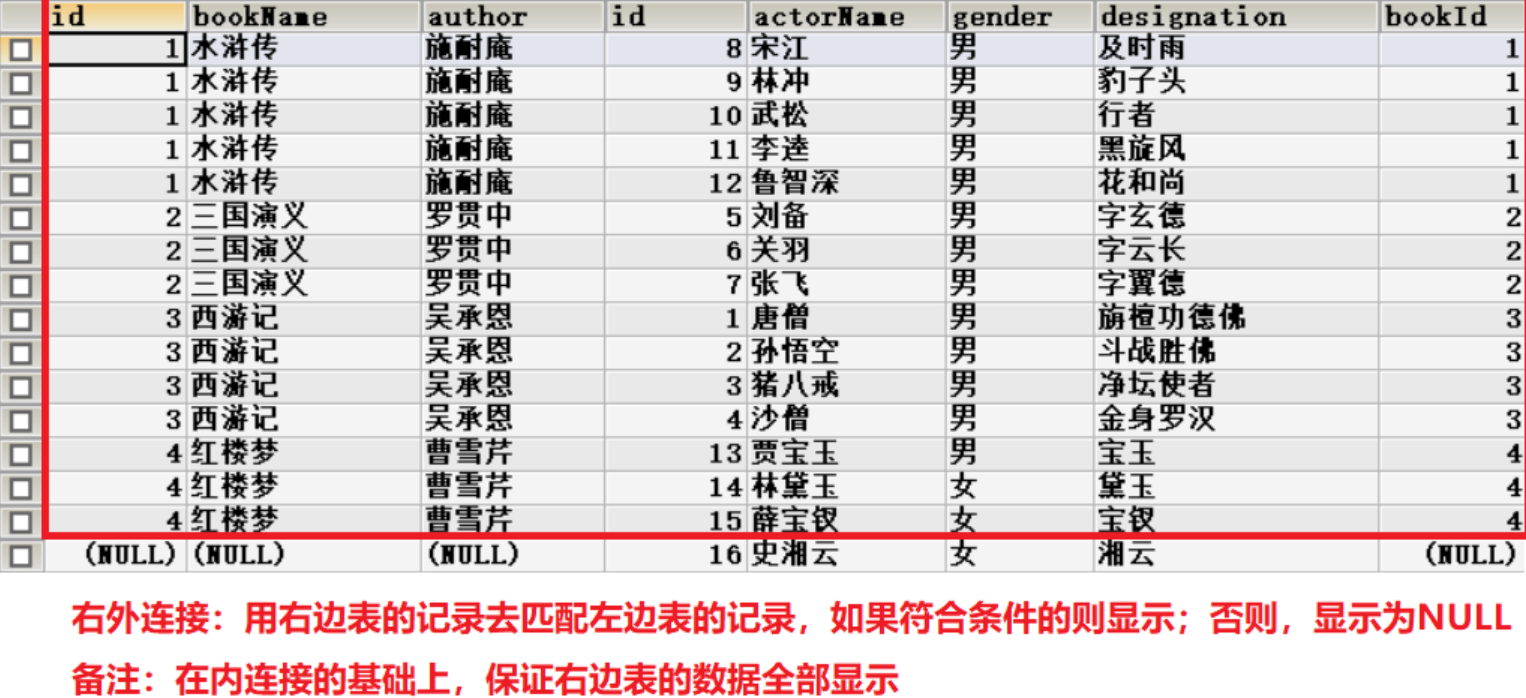 id bookName author id actorName gender designation bookId
1 水浒传 施耐庵 8 宋江 男 及时雨 1
1 水浒传 施耐庵 9 林冲 男 豹子头 1
1 水浒传 施耐庵 10 武松 男 行者 1
1 水浒传 施耐庵 11 李逵 男 黑旋风 1
1 水浒传 施耐庵 12 鲁智深 男 花和尚 1
2 三国演义 罗贯中 5 刘备 男 字玄德 2
2 三国演义 罗贯中 6 关羽 男 字云长 2
2 三国演义 罗贯中 7 张飞 男 字翼德 2
3 西游记 吴承恩 1 唐僧 男 旃檀功德佛 3
3 西游记 吴承恩 2 孙悟空 男 斗战胜佛 3
3 西游记 吴承恩 3 猪八戒 男 净坛使者 3
3 西游记 吴承恩 4 沙僧 男 金身罗汉 3
4 红楼梦 曹雪芹 13 贾宝玉 男 宝玉 4
4 红楼梦 曹雪芹 14 林黛玉 女 黛玉 4
4 红楼梦 曹雪芹 15 薛宝钗 女 宝钗 4
(NULL) (NULL) (NULL) 16 史湘云 女 湘云 (NULL)
右外连接：用右边表的记录去匹配左边表的记录，如果符合条件的则显示；否则，显示为NULL
备注：在内连接的基础上，保证右边表的数据全部显示